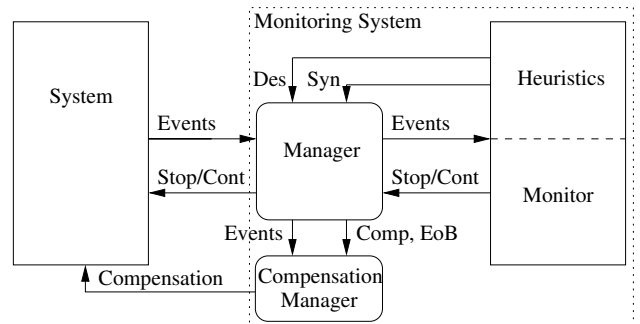 Monitoring System
System
Des
Syn
Heuristics
Events
Manager
Events
Stop/Cont
Stop/Cont
Monitor
Events
Comp, EoB
Compensation
Compensation
Manager